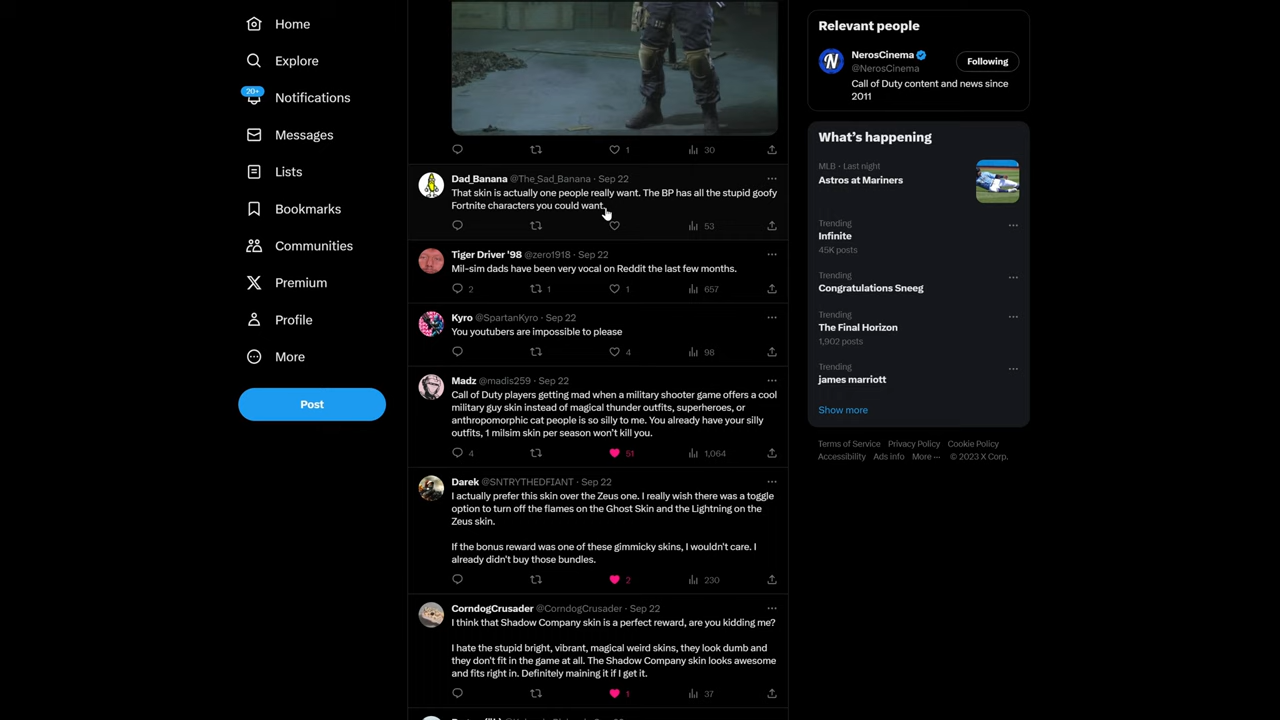 Home
Explore
20+
Notifications
Messages
Lists
Bookmarks
Communities
Premium
Profile
More
Post
1
30
Dad_Banana @The_Sad_Banana · Sep 22
That skin is actually one people really want. The BP has all the stupid goofy
Fortnite characters you could want.
53
Tiger Driver '98 @zero1918 · Sep 22
Mil-sim dads have been very vocal on Reddit the last few months.
2
1
1
657
Kyro @SpartanKyro · Sep 22
You youtubers are impossible to please
4
98
Madz @madis259 · Sep 22
Call of Duty players getting mad when a military shooter game offers a cool
military guy skin instead of magical thunder outfits, superheroes, or
anthropomorphic cat people is so silly to me. You already have your silly
outfits, 1 milsim skin per season won't kill you.
4
51
1,064
Darek @SNTRYTHEDFIANT · Sep 22
I actually prefer this skin over the Zeus one. I really wish there was a toggle
option to turn off the flames on the Ghost Skin and the Lightning on the
Zeus skin.
If the bonus reward was one of these gimmicky skins, I wouldn't care. I
already didn't buy those bundles.
2
230
CorndogCrusader @CorndogCrusader · Sep 22
I think that Shadow Company skin is a perfect reward, are you kidding me?
I hate the stupid bright, vibrant, magical weird skins, they look dumb and
they don't fit in the game at all. The Shadow Company skin looks awesome
and fits right in. Definitely maining it if I get it.
1
37
Relevant people
NerosCinema
@NerosCinema
Following
Call of Duty content and news since
2011
What's happening
MLB · Last night
Astros at Mariners
Trending
Infinite
45K posts
Trending
Congratulations Sneeg
Trending
The Final Horizon
1,902 posts
Trending
james marriott
Show more
Terms of Service Privacy Policy Cookie Policy
Accessibility Ads info More ··· © 2023 X Corp.